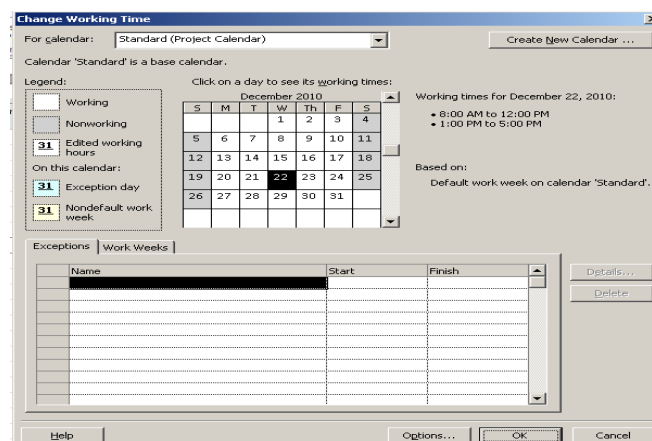 Change Working Time
For calendar: Standard (Project Calendar) Create New Calendar ...
Calendar 'Standard' is a base calendar.
Legend:
Working
Nonworking
31 Edited working hours
On this calendar:
31 Exception day
31 Nondefault work week
Click on a day to see its working times:
December 2010
S M T W Th F S
1 2 3 4
5 6 7 8 9 10 11
12 13 14 15 16 17 18
19 20 21 22 23 24 25
26 27 28 29 30 31
Working times for December 22, 2010:
• 8:00 AM to 12:00 PM
• 1:00 PM to 5:00 PM
Based on:
Default work week on calendar 'Standard'.
Exceptions Work Weeks
Name Start Finish
Details...
Delete
Help Options... OK Cancel